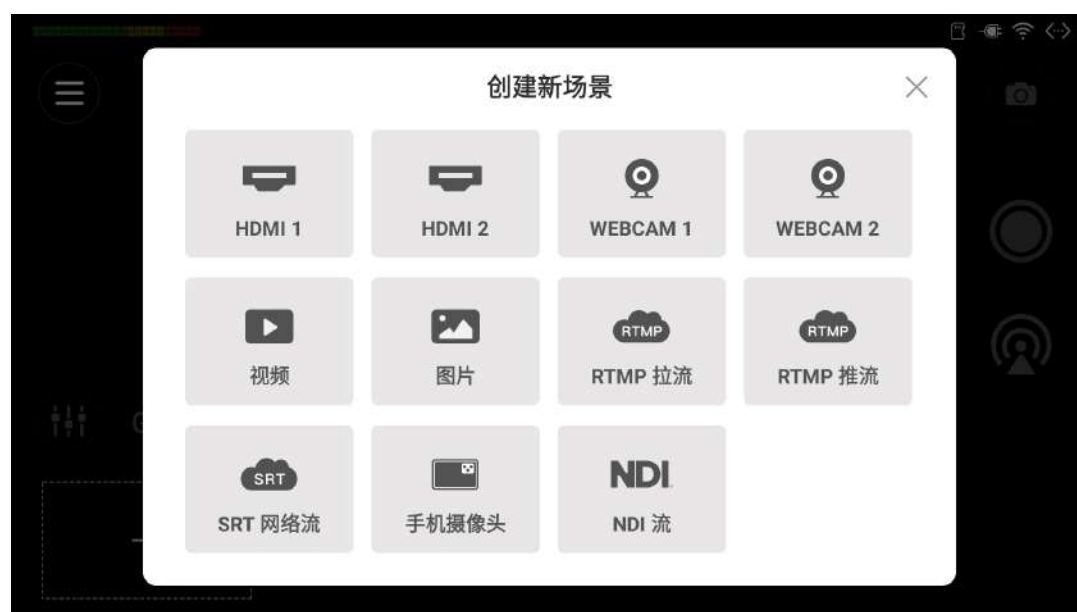 创建新场景
HDMI 1
HDMI 2
WEBCAM 1
WEBCAM 2
RTMP
RTMP
视频
图片
RTMP 拉流
RTMP 推流
SRT
NDI
SRT 网络流
手机摄像头
NDI 流